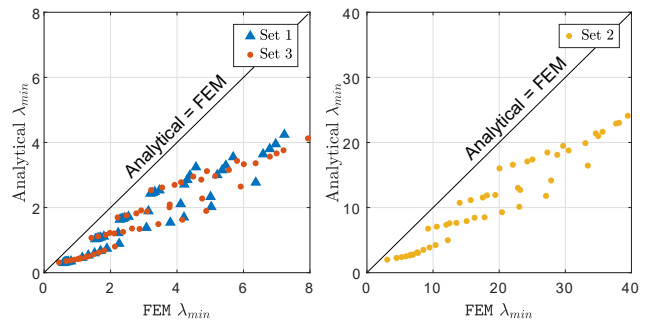 8
6
4
2
0
0
2
4
6
8
Analytical λmin
FEM λmin
Analytical = FEM
Set 1
Set 3
40
30
20
10
0
0
10
20
30
40
Analytical λmin
FEM λmin
Analytical = FEM
Set 2